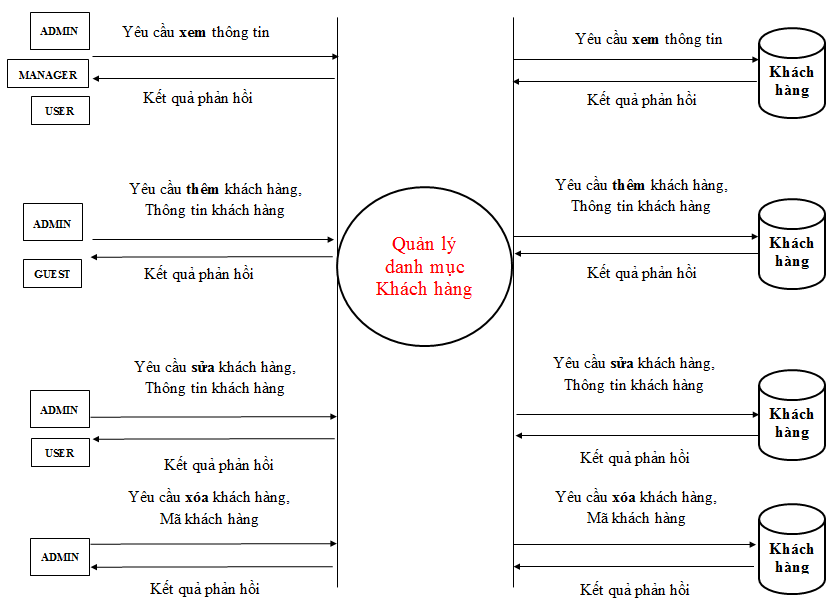 ADMIN
Yêu cầu xem thông tin
MANAGER
Kết quả phản hồi
USER
Yêu cầu xem thông tin
Khách
hàng
Kết quả phản hồi
Yêu cầu thêm khách hàng,
Thông tin khách hàng
ADMIN
GUEST
Kết quả phản hồi
Quản lý
danh mục
Khách hàng
Yêu cầu thêm khách hàng,
Thông tin khách hàng
Khách
hàng
Kết quả phản hồi
Yêu cầu sửa khách hàng,
Thông tin khách hàng
ADMIN
USER
Kết quả phản hồi
Yêu cầu sửa khách hàng,
Thông tin khách hàng
Khách
hàng
Kết quả phản hồi
Yêu cầu xóa khách hàng,
Mã khách hàng
ADMIN
Kết quả phản hồi
Yêu cầu xóa khách hàng,
Mã khách hàng
Khách
hàng
Kết quả phản hồi